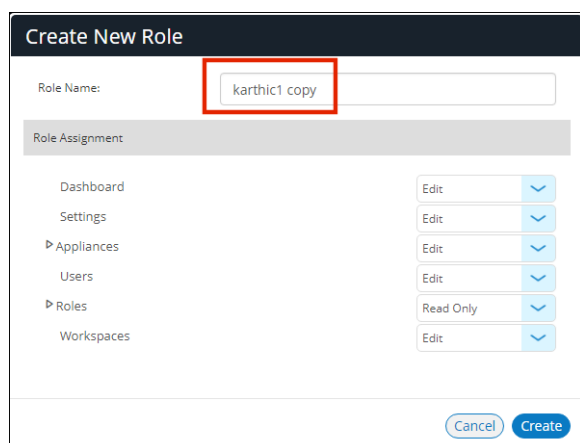 Create New Role
Role Name: karthic1 copy
Role Assignment
Dashboard Edit
Settings Edit
Appliances Edit
Users Edit
Roles Read Only
Workspaces Edit
Cancel Create